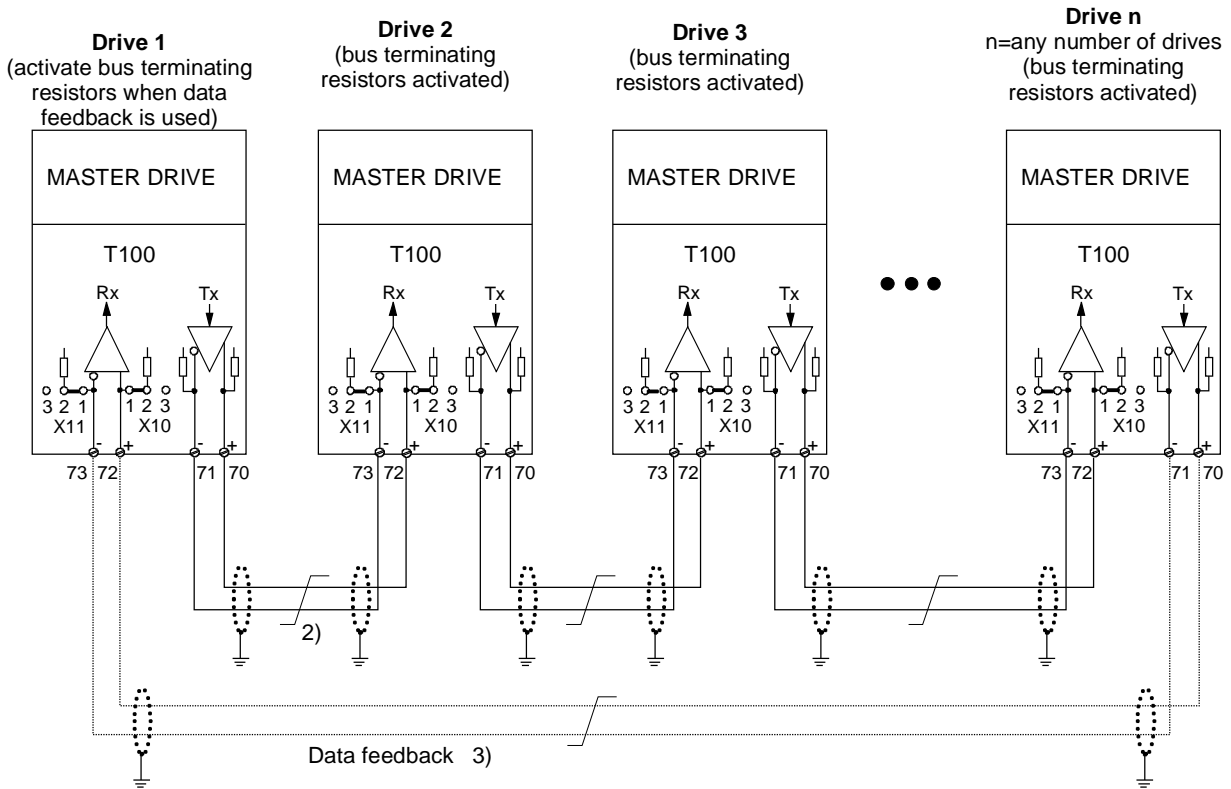 Drive 1
(activate bus terminating
resistors when data
feedback is used)
Drive 2
(bus terminating
resistors activated)
Drive 3
(bus terminating
resistors activated)
Drive n
n=any number of drives
(bus terminating
resistors activated)
MASTER DRIVE
MASTER DRIVE
MASTER DRIVE
MASTER DRIVE
T100
T100
T100
T100
Rx Tx
Rx Tx
Rx Tx
Rx Tx
3 2 1 1 2 3
X11 X10
- + - +
3 2 1 1 2 3
X11 X10
- + - +
3 2 1 1 2 3
X11 X10
- + - +
3 2 1 1 2 3
X11 X10
- + - +
73 72 71 70
73 72 71 70
73 72 71 70
73 72 71 70
2)
Data feedback 3)